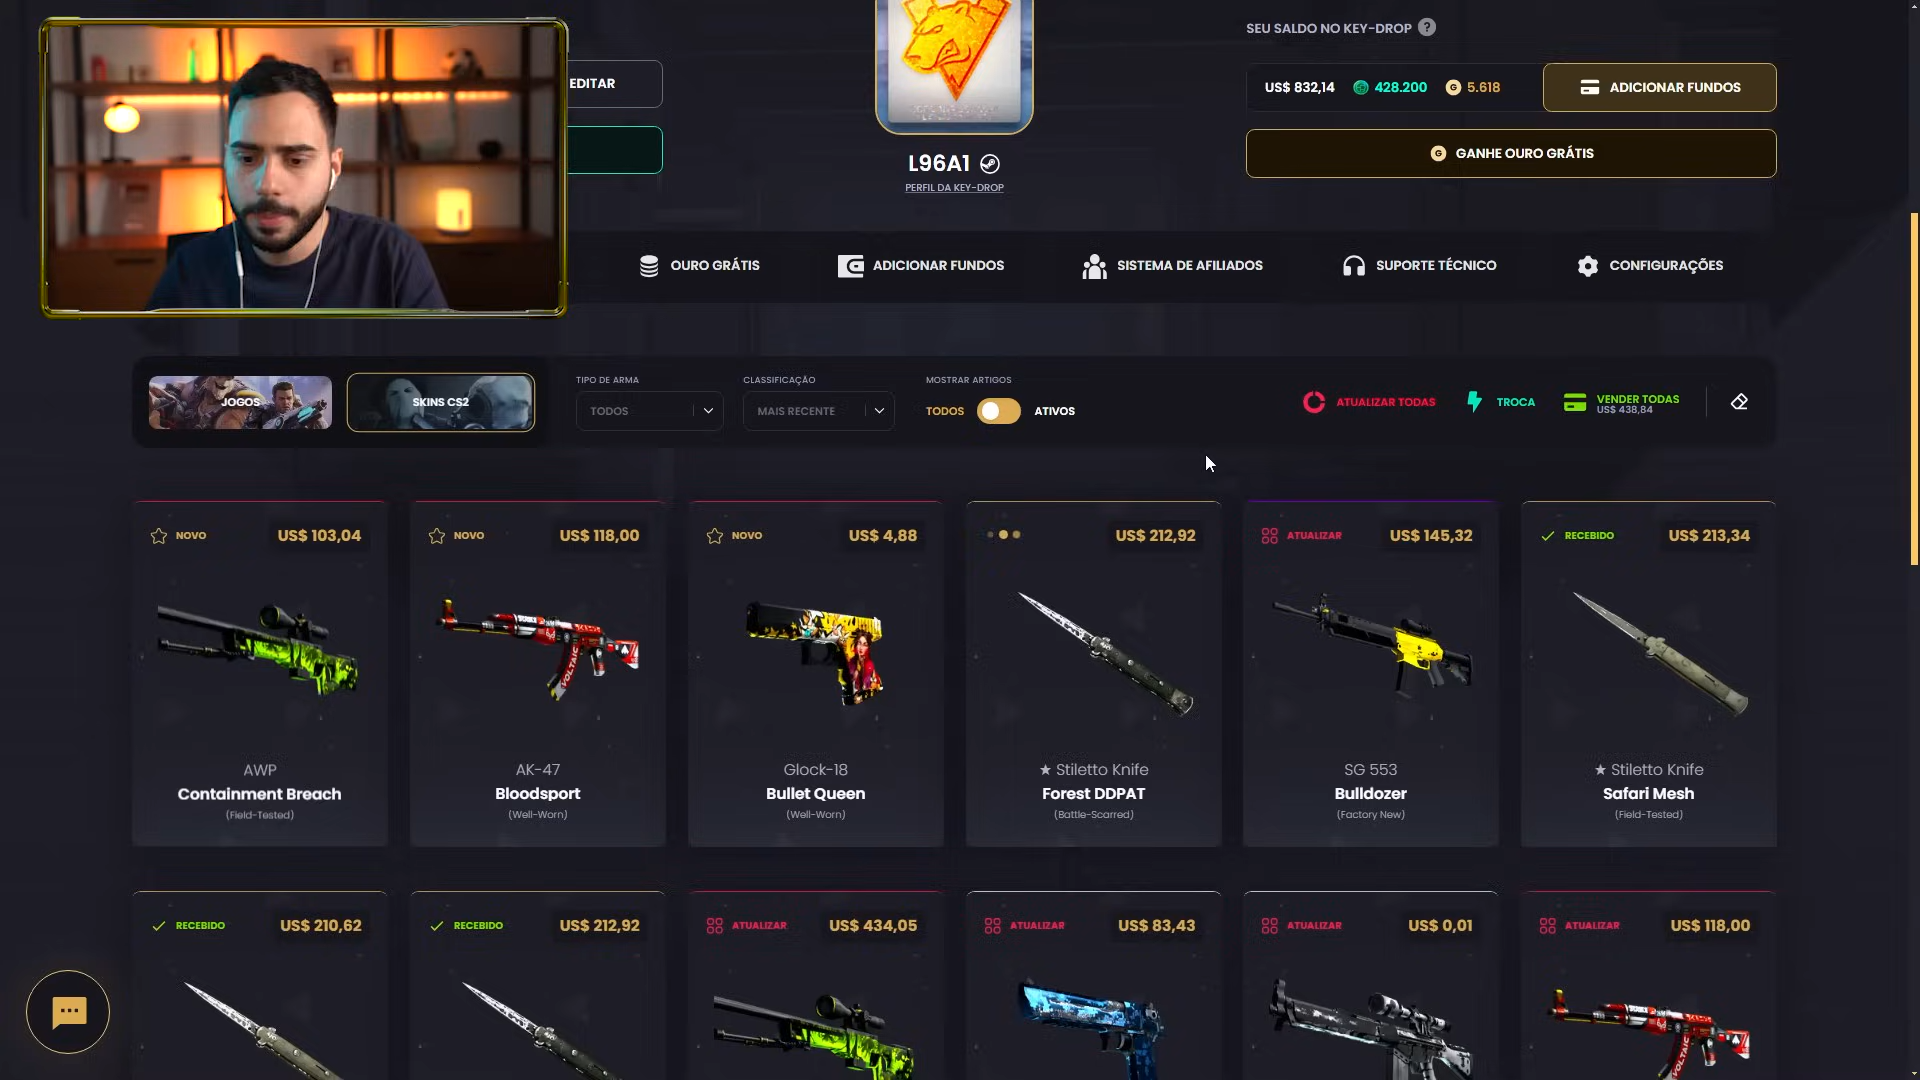 SEU SALDO NO KEY-DROP ?
EDITAR
US$ 832,14
428.200
G 5.618
ADICIONAR FUNDOS
G GANHE OURO GRÁTIS
L96A1
PERFIL DA KEY-DROP
OURO GRÁTIS
ADICIONAR FUNDOS
SISTEMA DE AFILIADOS
SUPORTE TÉCNICO
CONFIGURAÇÕES
JOGOS
SKINS CS2
TIPO DE ARMA
TODOS
CLASSIFICAÇÃO
MAIS RECENTE
MOSTRAR ARTIGOS
TODOS
ATIVOS
ATUALIZAR TODAS
TROCA
VENDER TODAS
US$ 438,84
NOVO
US$ 103,04
AWP
Containment Breach
(Field-Tested)
NOVO
US$ 118,00
VOLTAIC
AK-47
Bloodsport
(Well-Worn)
NOVO
US$ 4,88
Glock-18
Bullet Queen
(Well-Worn)
US$ 212,92
★ Stiletto Knife
Forest DDPAT
(Battle-Scarred)
ATUALIZAR
US$ 145,32
SG 553
Bulldozer
(Factory New)
RECEBIDO
US$ 213,34
★ Stiletto Knife
Safari Mesh
(Field-Tested)
RECEBIDO
US$ 210,62
RECEBIDO
US$ 212,92
ATUALIZAR
US$ 434,05
ATUALIZAR
US$ 83,43
ATUALIZAR
US$ 0,01
ATUALIZAR
US$ 118,00
VOLTAIC